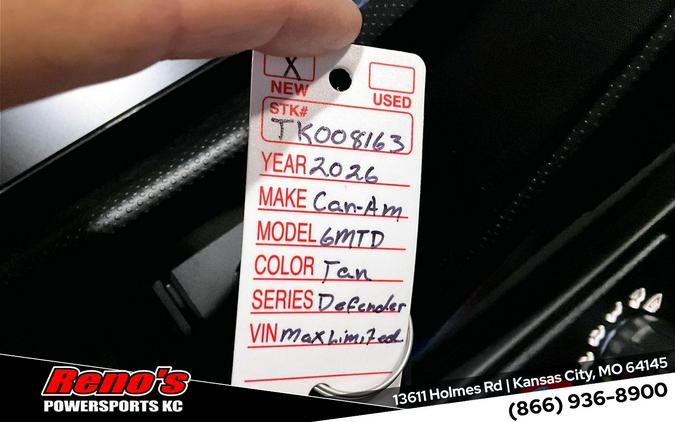 X
NEW
USED
STK#
TK008163
YEAR 2026
MAKE Can-Am
MODEL 6MTD
COLOR Tan
SERIES Defender
VIN Max Limited
Reno's
POWERSPORTS KC
13611 Holmes Rd | Kansas City, MO 64145
(866) 936-8900